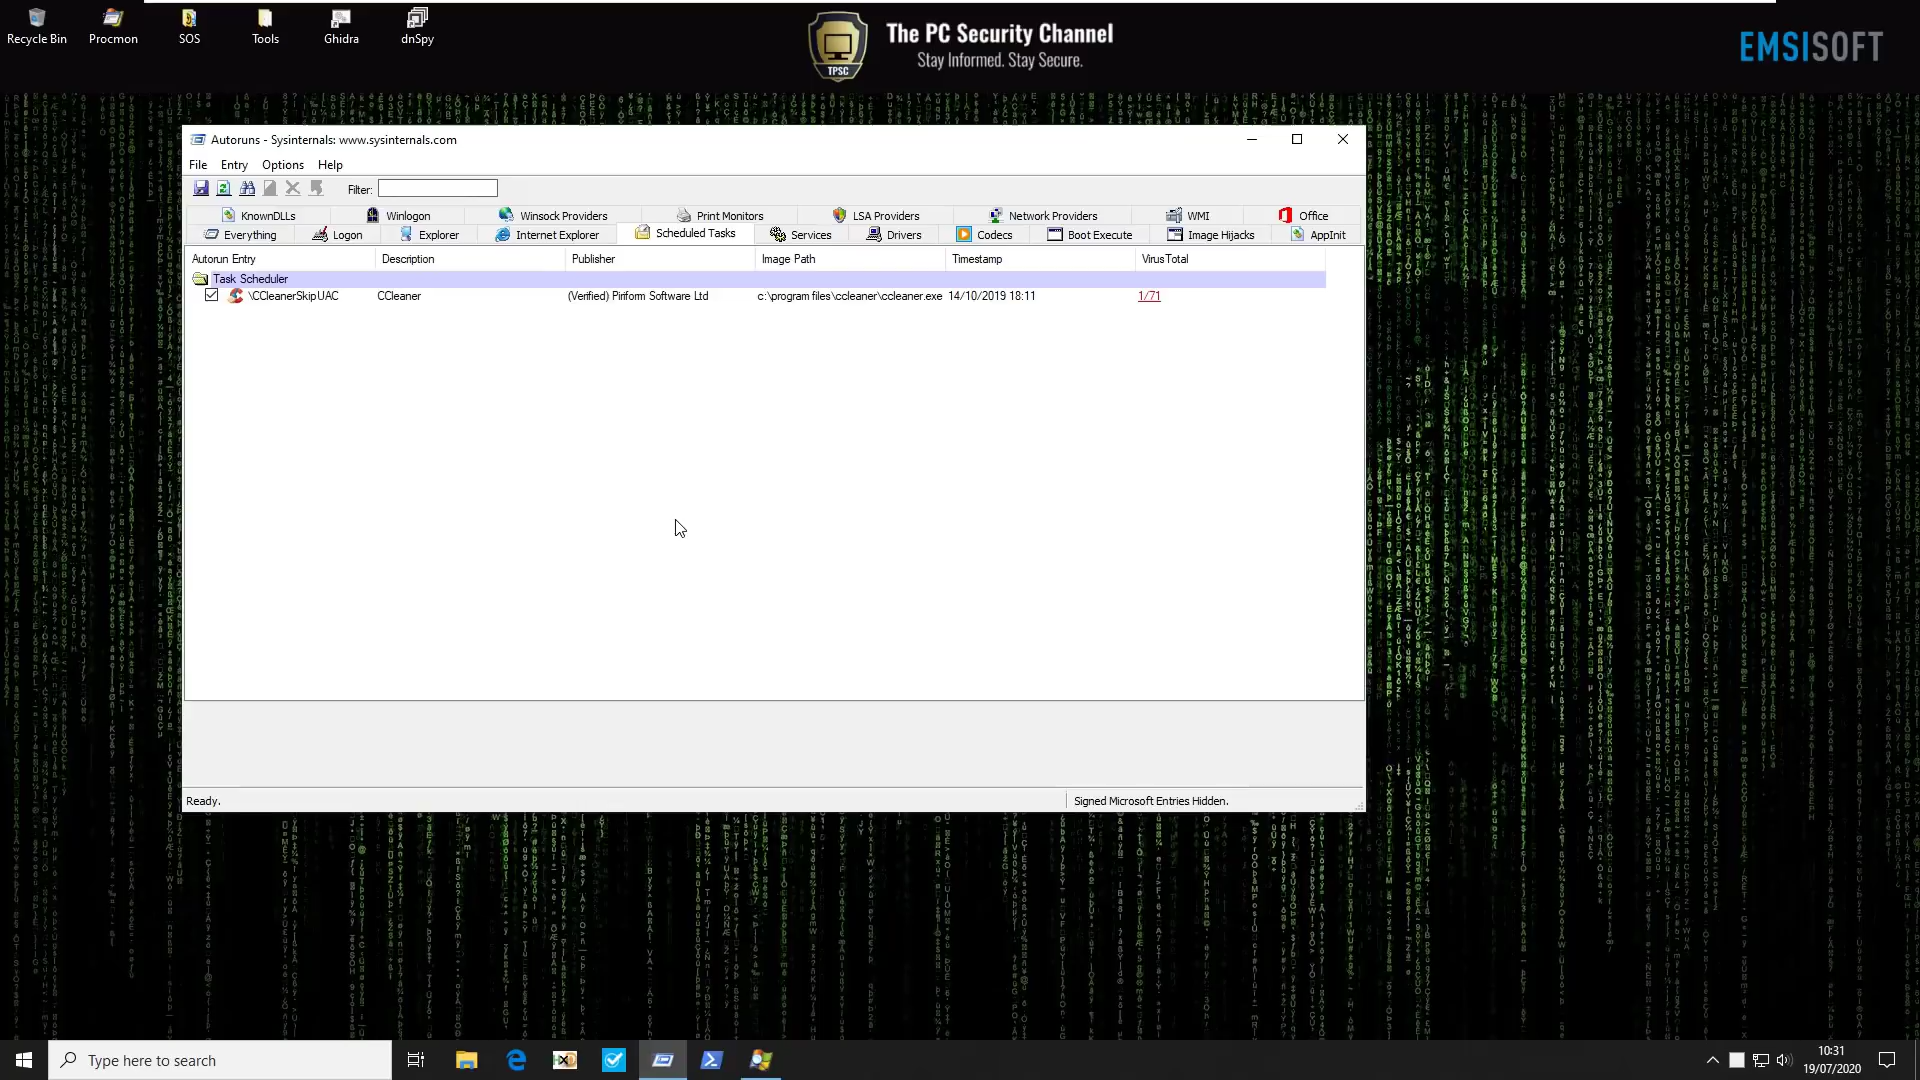 Recycle Bin
Procmon
SOS
Tools
Ghidra
dnSpy
TPSC
The PC Security Channel
Stay Informed. Stay Secure.
EMSISOFT
Autoruns - Sysinternals: www.sysinternals.com
File Entry Options Help
Filter:
KnownDLLs Winlogon Winsock Providers Print Monitors LSA Providers Network Providers WMI Office
Everything Logon Explorer Internet Explorer Scheduled Tasks Services Drivers Codecs Boot Execute Image Hijacks AppInit
Autorun Entry Description Publisher Image Path Timestamp VirusTotal
Task Scheduler
\CCleanerSkipUAC CCleaner (Verified) Piriform Software Ltd c:\program files\ccleaner\ccleaner.exe 14/10/2019 18:11 1/71
Ready. Signed Microsoft Entries Hidden.
Type here to search
10:31
19/07/2020